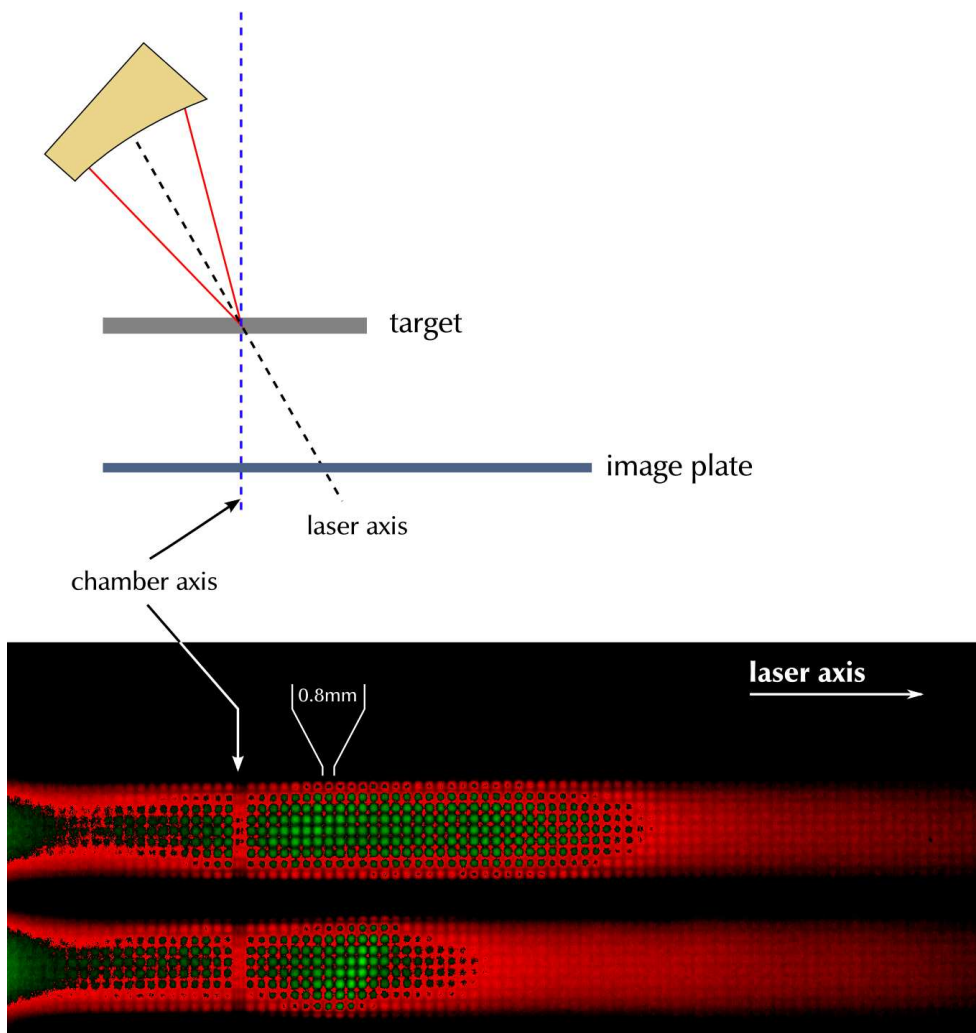 target
image plate
laser axis
chamber axis
laser axis
0.8mm